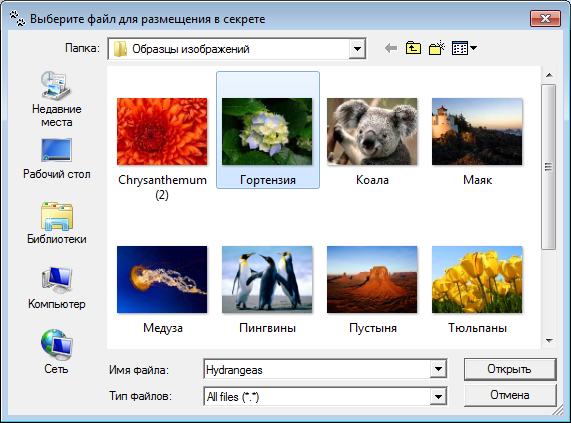 Выберите файл для размещения в секрете
Папка:
Образцы изображений
Недавние
места
Рабочий стол
Библиотеки
Компьютер
Сеть
Chrysanthemum
(2)
Гортензия
Коала
Маяк
Медуза
Пингвины
Пустыня
Тюльпаны
Имя файла:
Hydrangeas
Открыть
Тип файлов:
All files (*.*)
Отмена